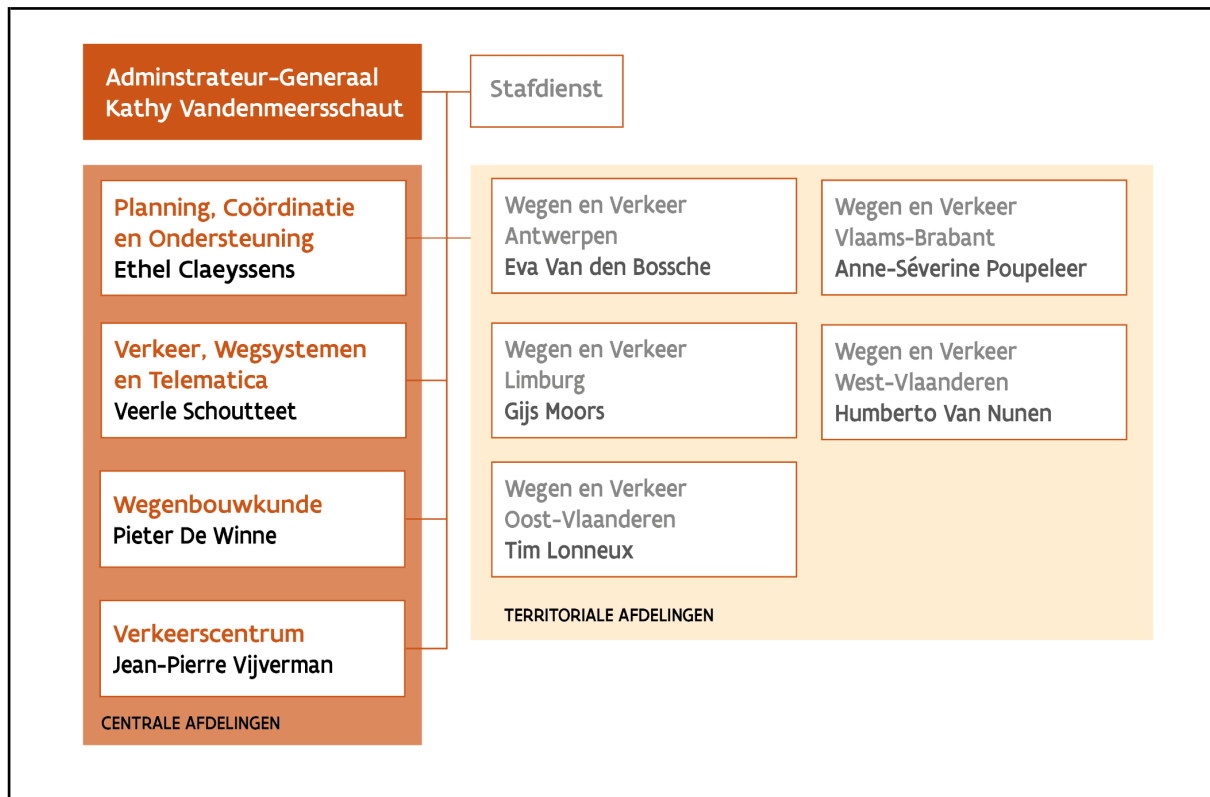 Adminstrateur-Generaal
Kathy Vandenmeersschaut
Stafdienst
Planning, Coördinatie
en Ondersteuning
Ethel Claeyssens
Verkeer, Wegsystemen
en Telematica
Veerle Schoutteet
Wegenbouwkunde
Pieter De Winne
Verkeerscentrum
Jean-Pierre Vijverman
CENTRALE AFDELINGEN
Wegen en Verkeer
Antwerpen
Eva Van den Bossche
Wegen en Verkeer
Vlaams-Brabant
Anne-Séverine Poupeleer
Wegen en Verkeer
Limburg
Gijs Moors
Wegen en Verkeer
West-Vlaanderen
Humberto Van Nunen
Wegen en Verkeer
Oost-Vlaanderen
Tim Lonneux
TERRITORIALE AFDELINGEN